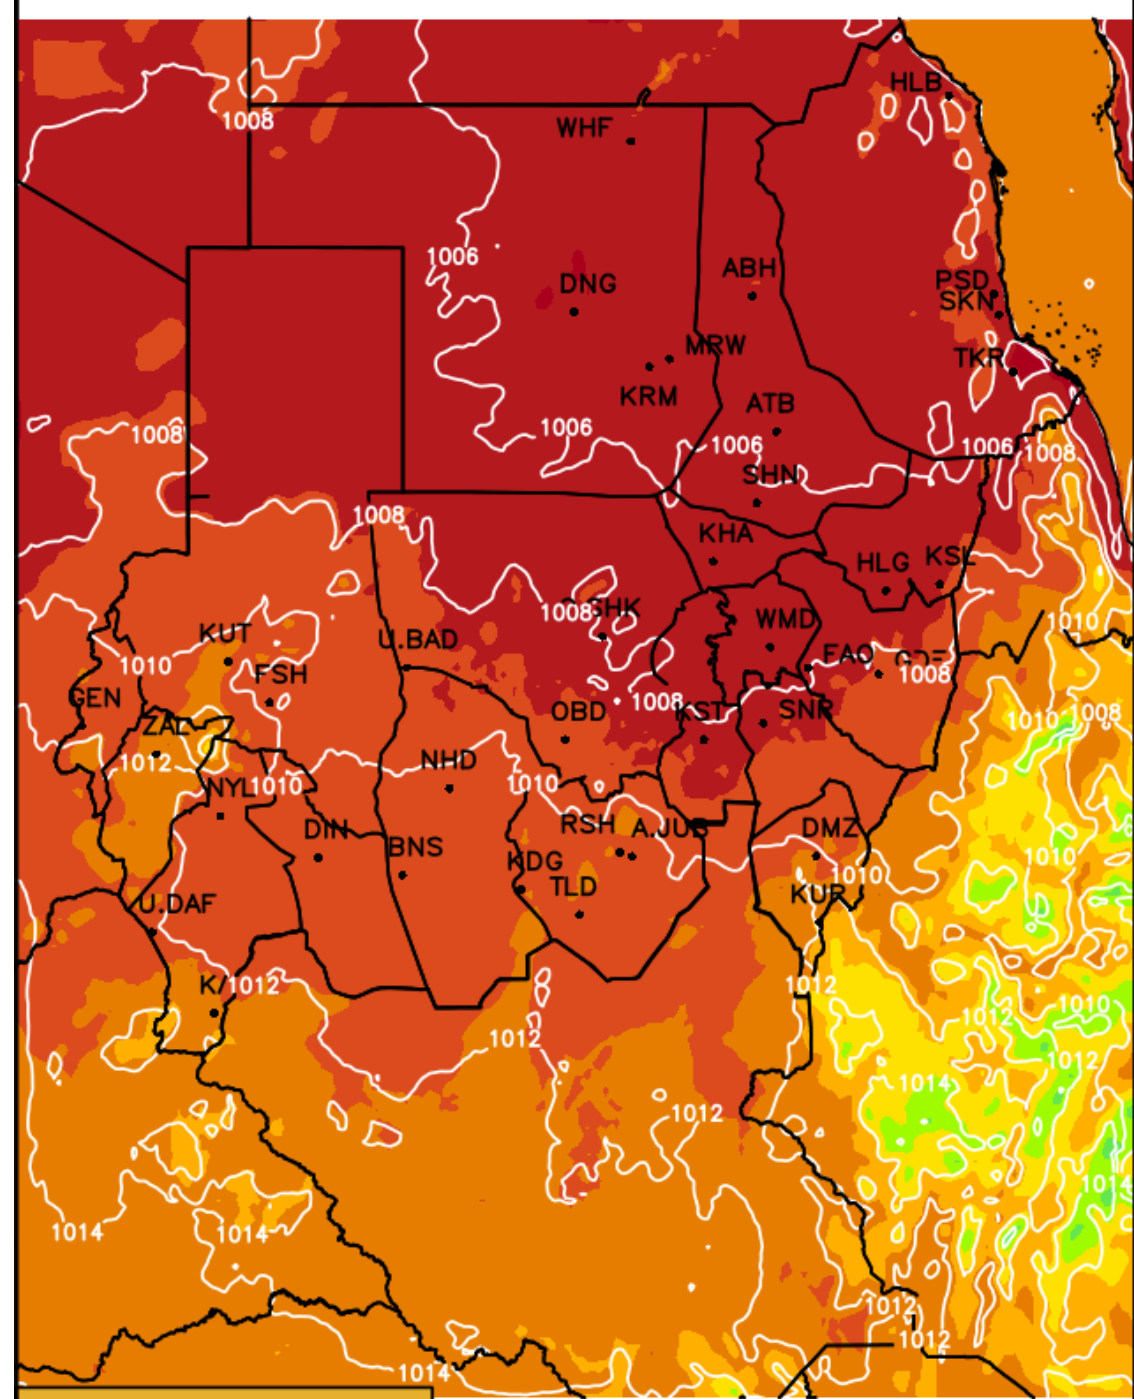 HLB
1008
WHF
1006
ABH
DNG
PSD
SKN
MRW
TKR
KRM
ATB
1008
1006
1006
1006
1008
SHN
1008
KHA
HLG
KSL
1008
SHK
WMD
1010
KUT
U.BAD
1010
FAO
1008
FSH
GEN
1008
KST
SNR
OBD
1010
1008
ZAL
1012
NHD
NYL
1010
1010
RSH
A.JUB
DMZ
DIN
BNS
1010
KDG
1010
TLD
KUR
U.DAF
K/
1012
1012
1010
1012
1012
1012
1014
1012
1014
1014
1014
1012
1012
1014